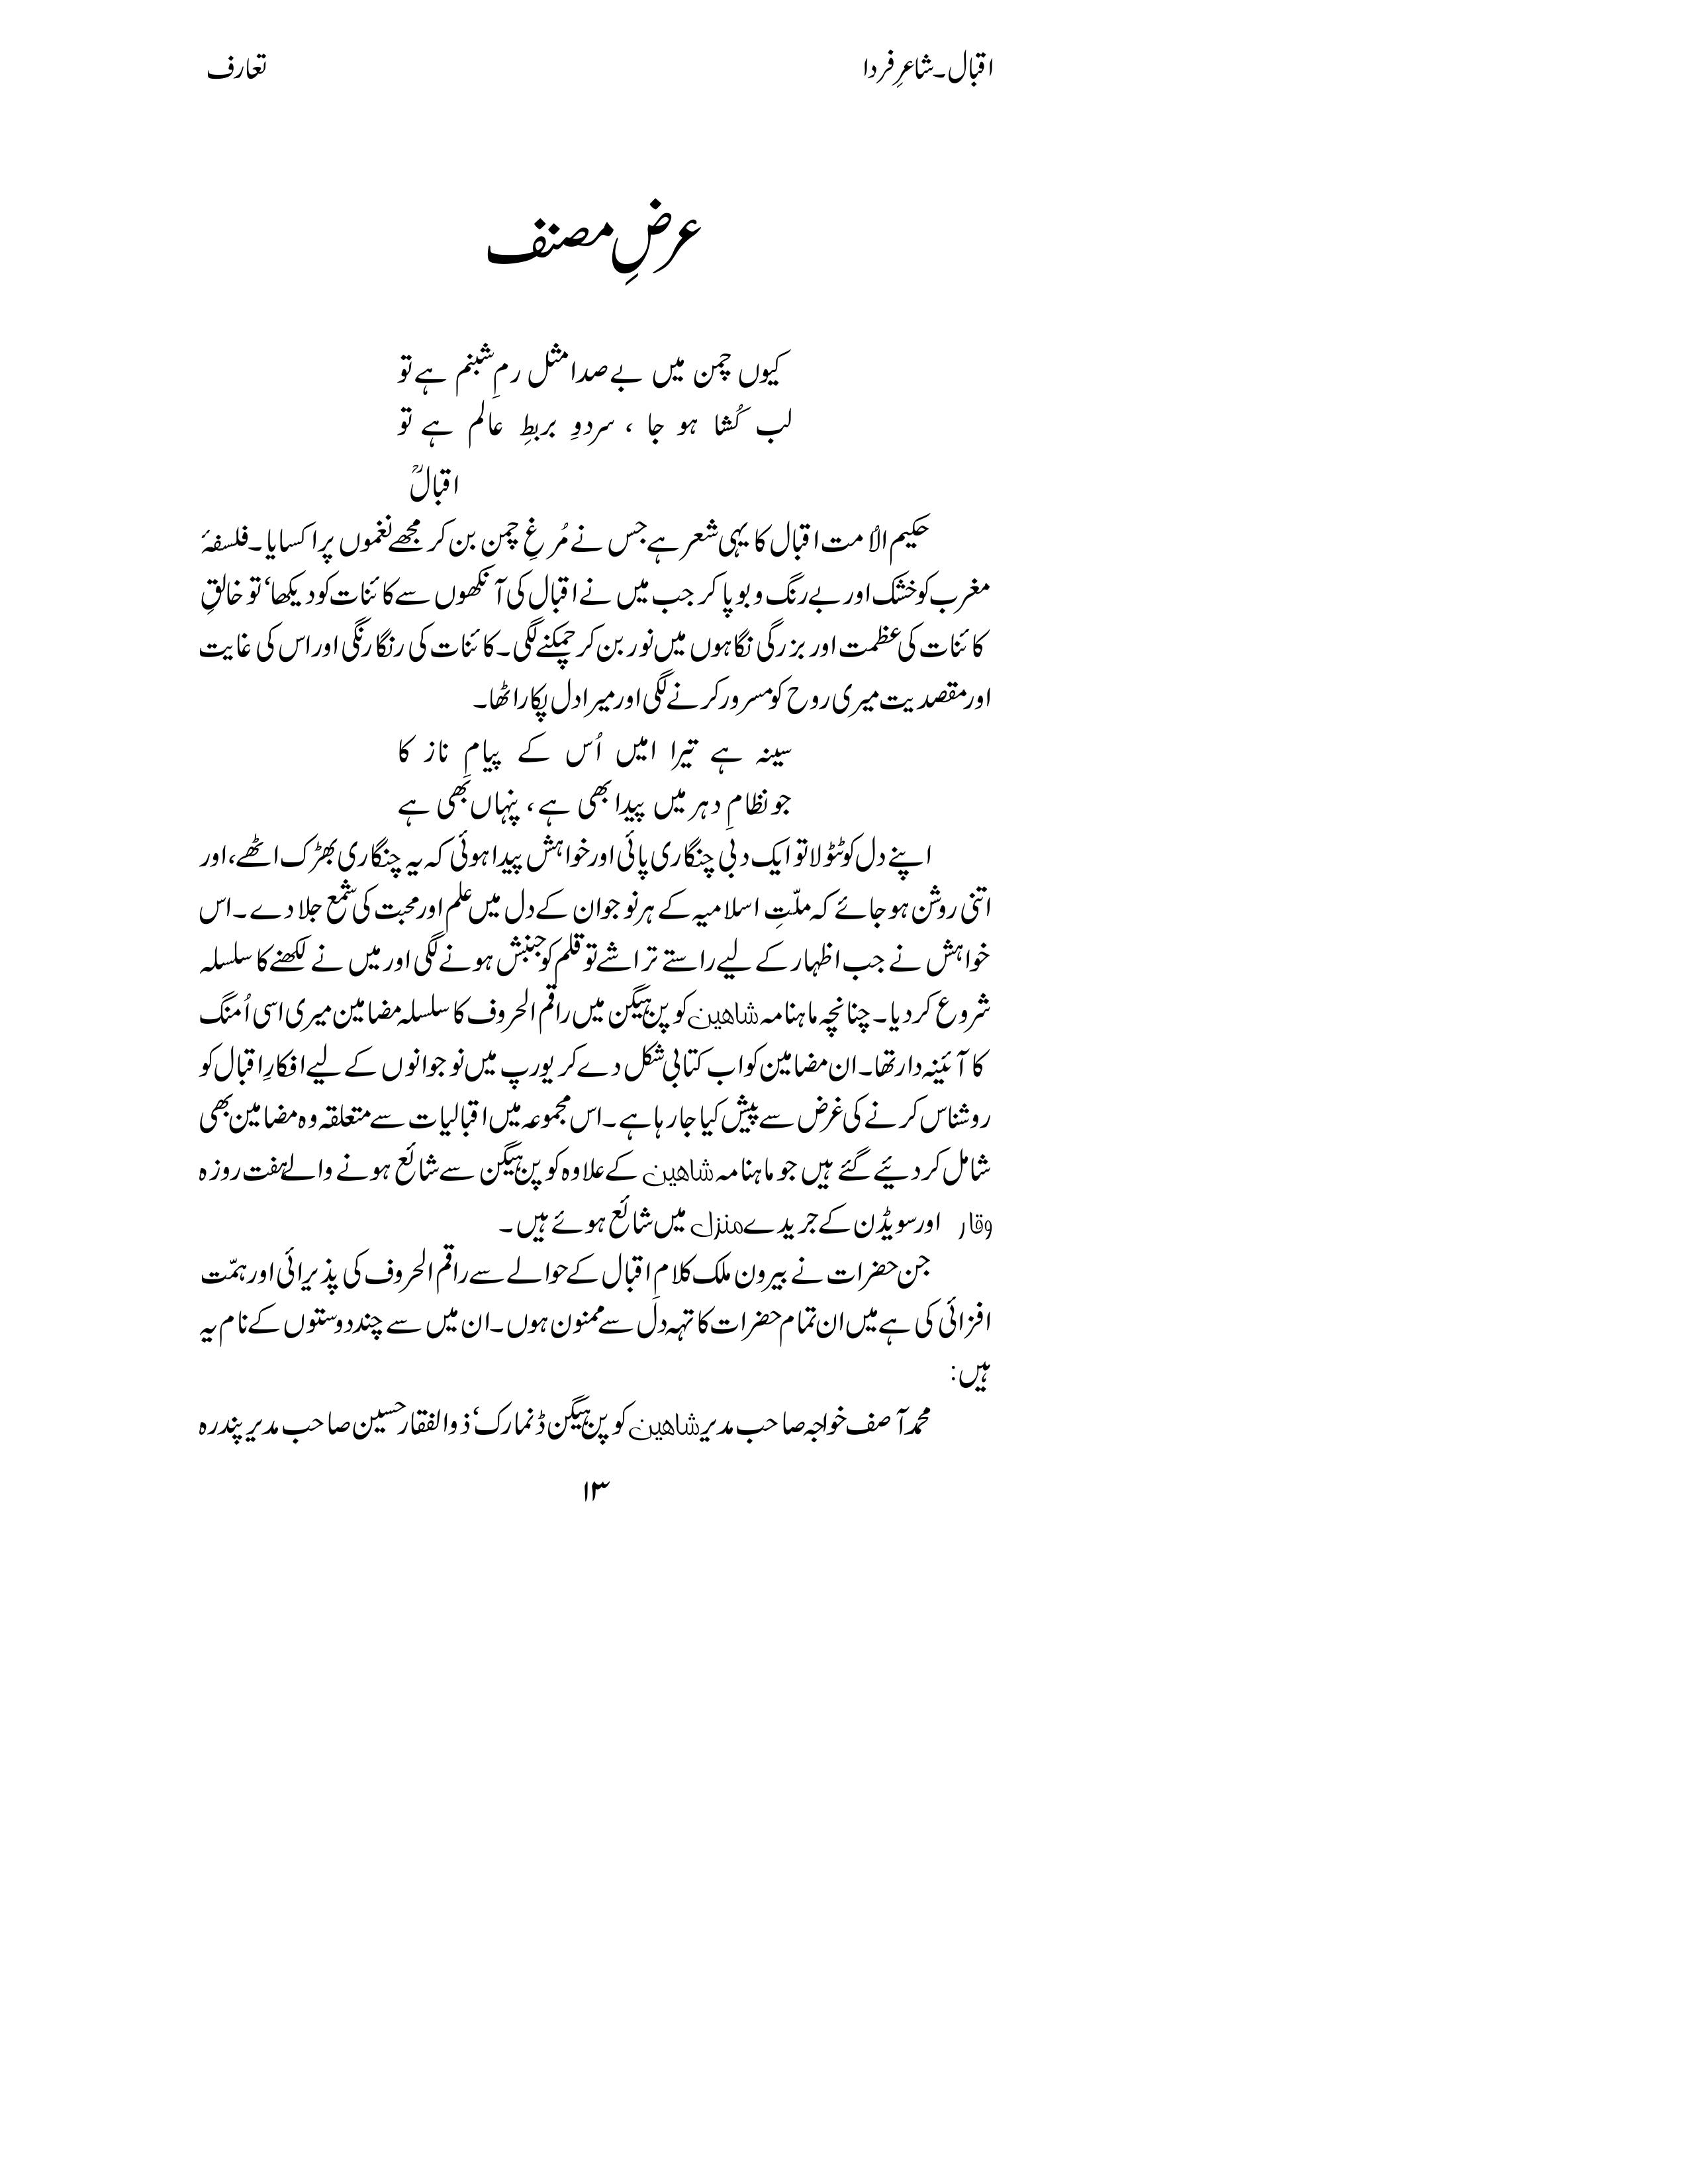 اقبال۔شاعرِ فردا
تعارف
عرضِ مصنف
کیوں چمن میں بے صدا مثل رمِ شبنم ہے تو
لب کُشا ہو جا ، سردوِ بربطِ عالم ہے تو
اقبالؒ
حکیم الاُمت اقبال کا یہی شعر ہے جس نے مُرغِ چمن بن کر مجھے نغموں پر اکسایا۔فلسفۂ
مغرب کو خشک اور بے رنگ و بو پا کر جب میں نے اقبال کی آنکھوں سے کائنات کو دیکھا‘ تو خالقِ
کائنات کی عظمت اور بزرگی نگاہوں میں نور بن کر چمکنے لگی۔ کائنات کی رنگارنگی اور اس کی غایت
اور مقصدیت میری روح کو مسرور کرنے لگی اور میرا دل پکار اٹھا۔
سینہ ہے تیرا امیں اُس کے پیامِ ناز کا
جو نظامِ دہر میں پیدا بھی ہے ، پنہاں بھی ہے
اپنے دل کو ٹٹولا تو ایک دبی چنگاری پائی اور خواہش پیدا ہوئی کہ یہ چنگاری بھڑک اٹھے، اور
اتنی روشن ہو جائے کہ ملّتِ اسلامیہ کے ہر نوجوان کے دل میں علم اور محبت کی شمع جلا دے ۔ اس
خواہش نے جب اظہار کے لیے راستے تراشے تو قلم کو جنبش ہونے لگی اور میں نے لکھنے کا سلسلہ
شروع کر دیا۔ چنانچہ ماہنامہ شاھین کوپن ہیگن میں راقم الحروف کا سلسلہ مضامین میری اسی اُمنگ
کا آئینہ دار تھا۔ان مضامین کو اب کتابی شکل دے کر یورپ میں نوجوانوں کے لیے افکارِ اقبال کو
روشناس کرنے کی غرض سے پیش کیا جا رہا ہے ۔اس مجموعہ میں اقبالیات سے متعلقہ وہ مضامین بھی
شامل کر دیئے گئے ہیں جو ماہنامہ شاھین کے علاوہ کوپن ہیگن سے شائع ہونے والے ہفت روزہ
وقار اور سویڈن کے جریدے منزل میں شائع ہوئے ہیں ۔
جن حضرات نے بیرون ملک کلامِ اقبال کے حوالے سے راقم الحروف کی پذیرائی اور ہمّت
افزائی کی ہے میں ان تمام حضرات کا تہہ دل سے ممنون ہوں۔ان میں سے چند دوستوں کے نام یہ
ہیں:
محمد آصف خواجہ صاحب مدیر شاھین کوپن ہیگن ڈنمارک‘ ذوالفقار حسین صاحب مدیر پندرہ
۱۳